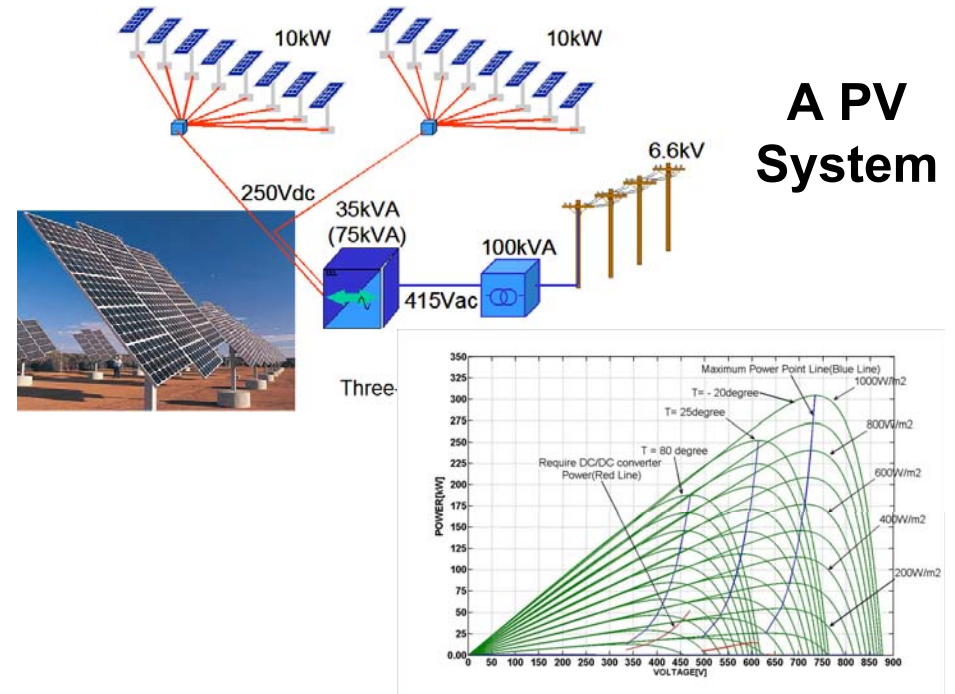 10kW
10kW
A PV
System
6.6kV
250Vdc
35kVA
(75kVA)
100kVA
415Vac
Three-
Maximum Power Point Line(Blue Line)
1000W/m2
T= - 20degree
T= 25degree
800W/m2
T = 80 degree
Require DC/DC converter
Power(Red Line)
600W/m2
400W/m2
200W/m2
POWER[kW]
350
325
300
275
250
225
200
175
150
125
100
75
50
25
0.00
0 50 100 150 200 250 300 350 400 450 500 550 600 650 700 750 800 850 900
VOLTAGE[V]